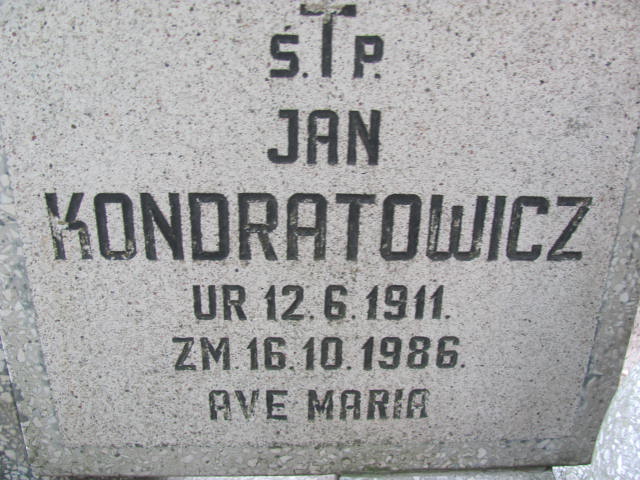 Ś.P.
JAN
KONDRATOWICZ
UR 12.6.1911.
ZM.16.10.1986.
AVE MARIA